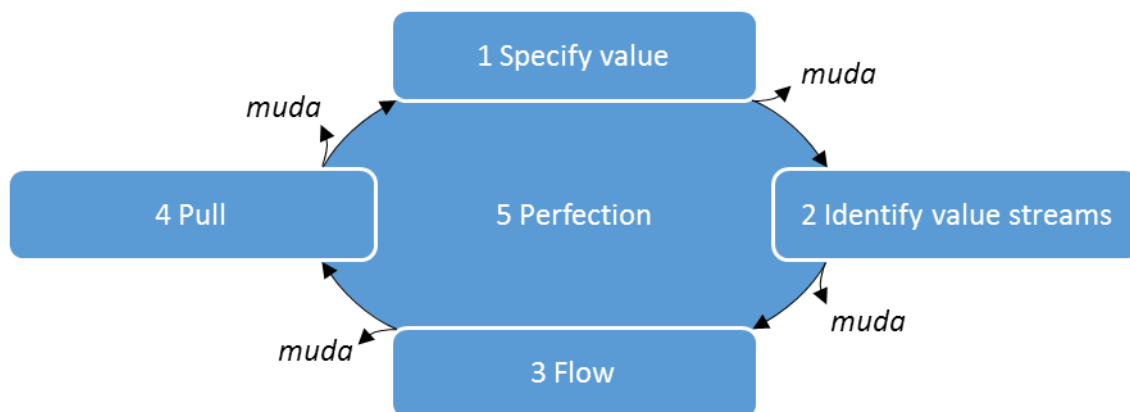 1 Specify value
muda
muda
4 Pull
5 Perfection
2 Identify value streams
muda
muda
3 Flow